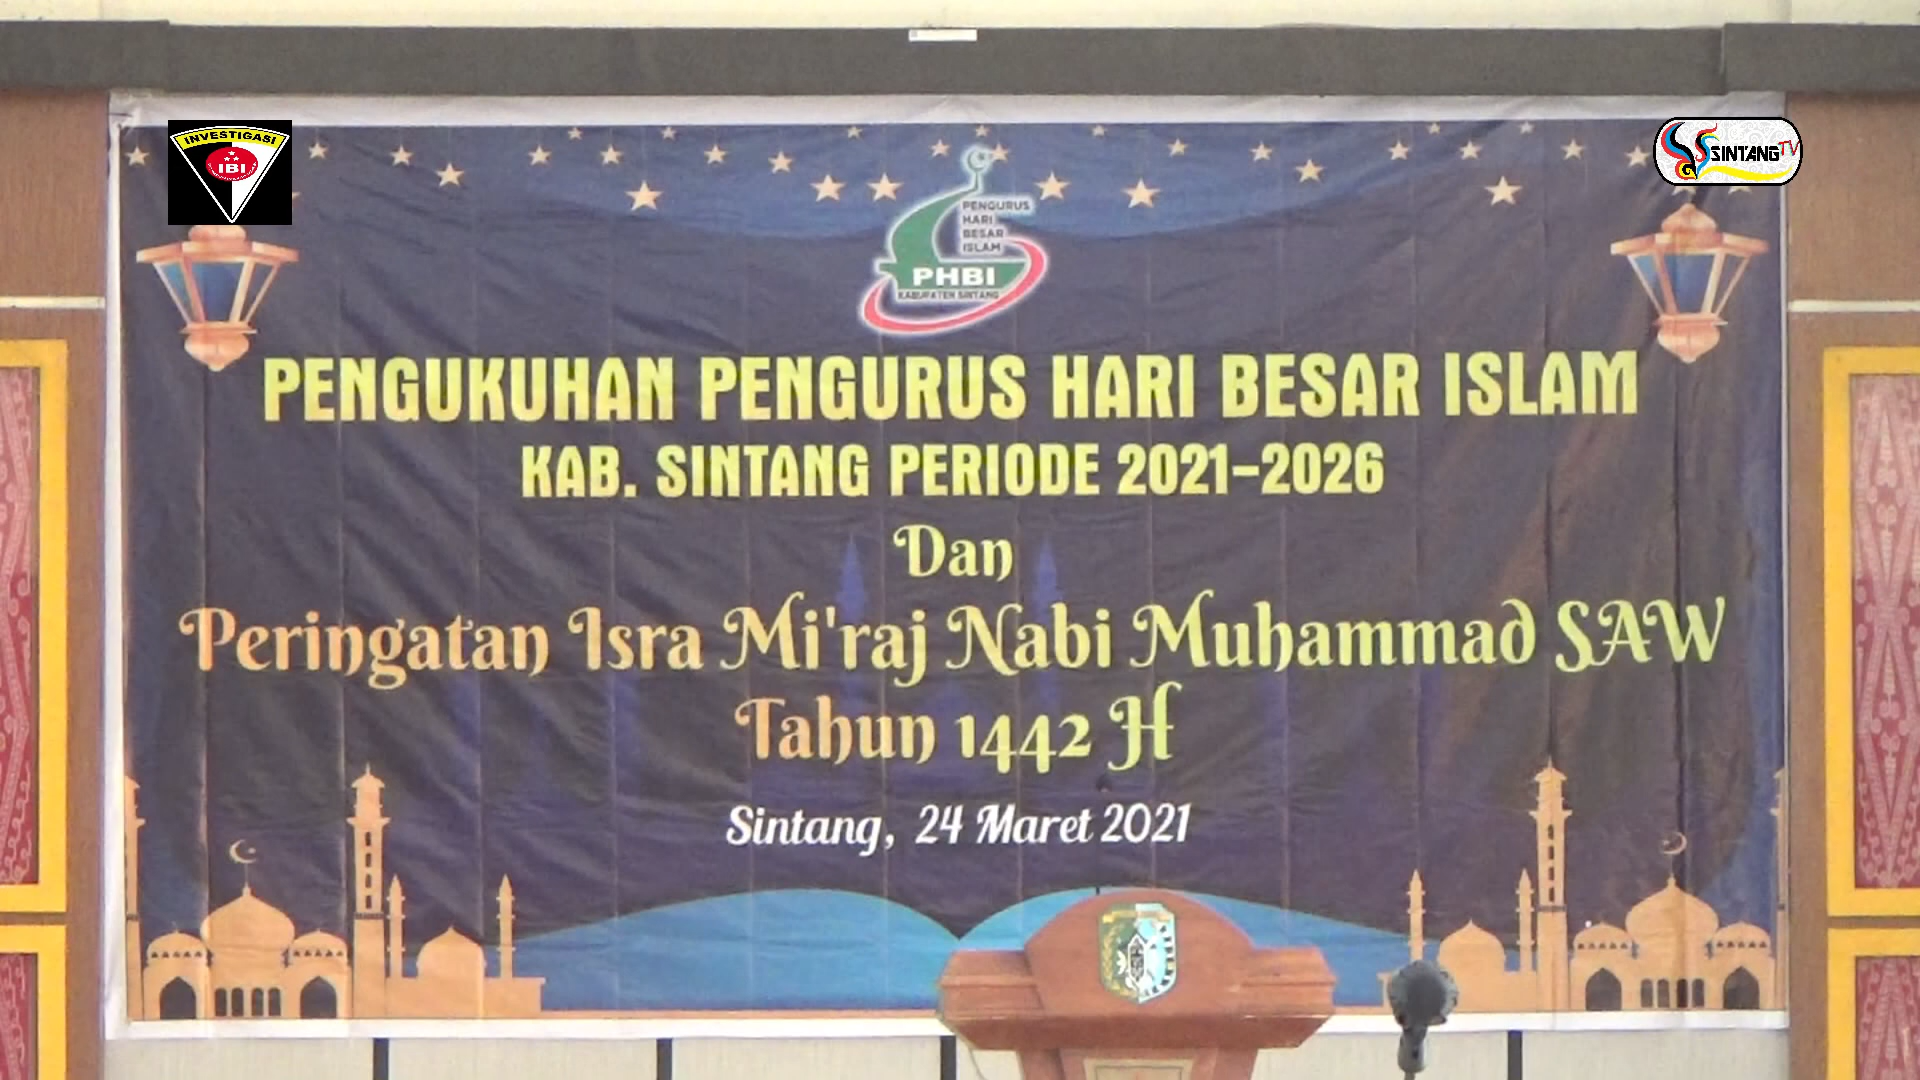 INVESTIGASI
IBI
SINTANG TV
PENGURUS
HARI
BESAR
ISLAM
PHBI
KABUPATEN SINTANG
PENGUKUHAN PENGURUS HARI BESAR ISLAM
KAB. SINTANG PERIODE 2021-2026
Dan
Peringatan Isra Mi'raj Nabi Muhammad SAW
Tahun 1442 H
Sintang, 24 Maret 2021